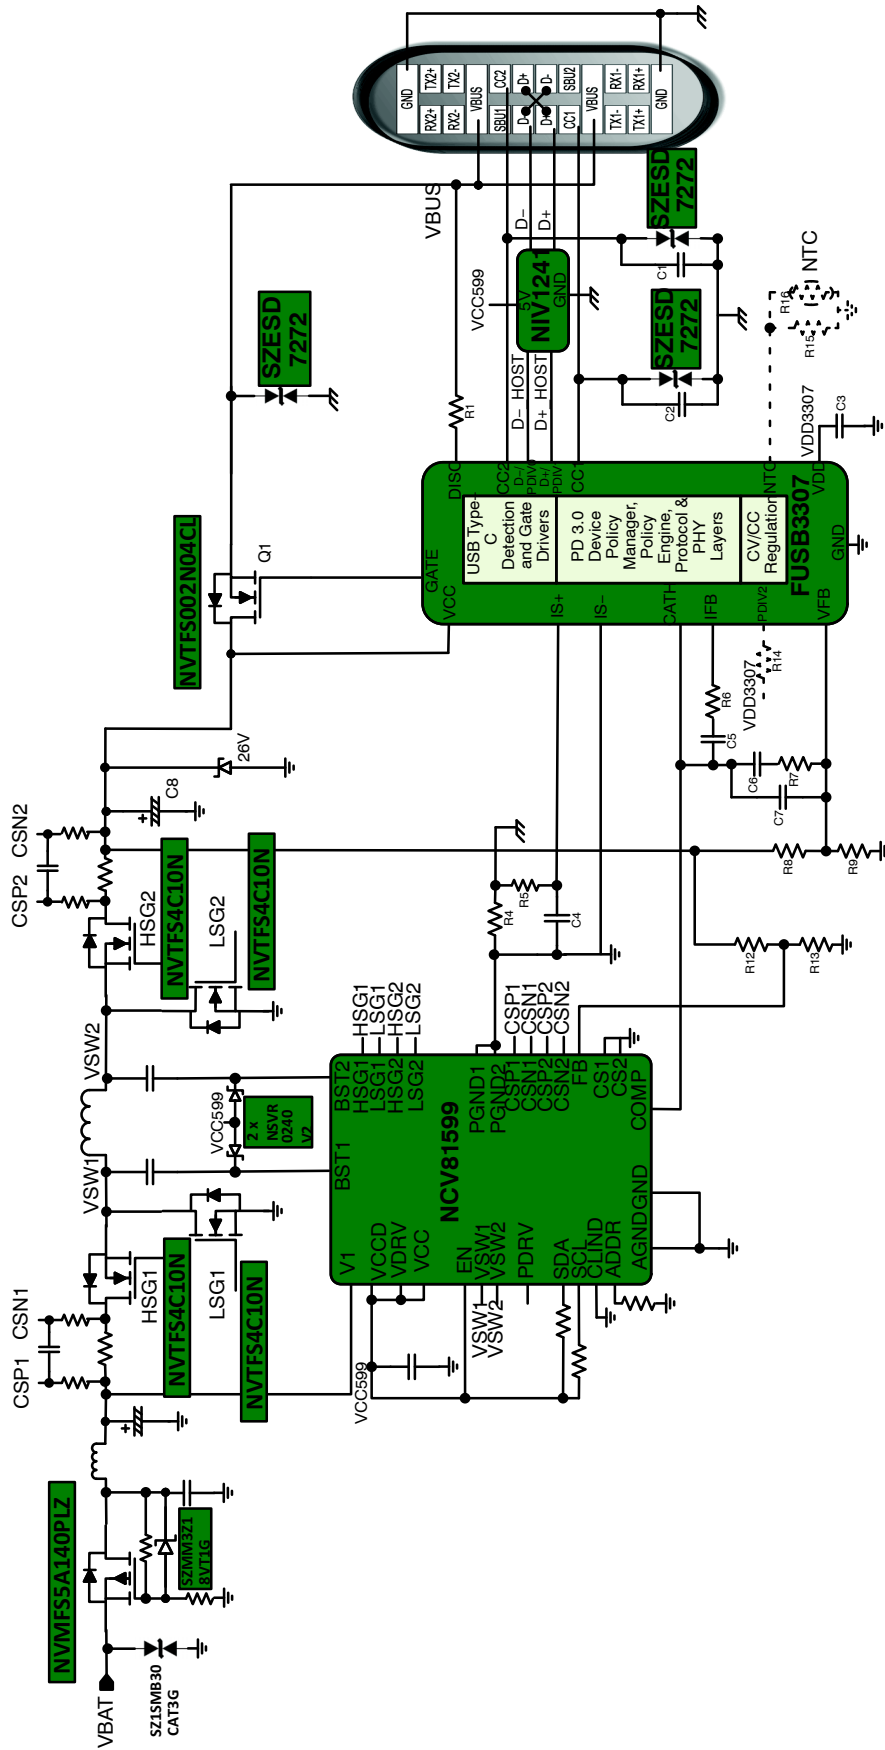 VBAT
SZ1SMB30
CAT3G
NVMFS5A140PLZ
SZMM3Z1
8VT1G
CSP1
CSN1
HSG1
NVTFS4C10N
LSG1
NVTFS4C10N
VSW1
VSW2
VCC599
2 x
NSVR
0240
V2
CSP2
CSN2
HSG2
NVTFS4C10N
LSG2
NVTFS4C10N
C8
26V
NVTFS002N04CL
Q1
SZESD
7272
VBUS
NCV81599
V1
VCCD
VDRV
VCC
EN
VSW1
VSW2
PDRV
SDA
SCL
CLIND
ADDR
VCC599
VSW1
VSW2
BST1
BST2
HSG1
LSG1
HSG2
LSG2
PGND1
PGND2
CSP1
CSN1
CSP2
CSN2
FB
CS1
CS2
COMP
AGND
GND
HSG1
LSG1
HSG2
LSG2
CSP1
CSN1
CSP2
CSN2
R4
R5
C4
R12
R13
R8
R9
C7
C6
R7
C5
R6
VDD3307
R14
FUSB3307
VCC
GATE
IS+
IS-
CATH
IFB
PDIV2
VFB
GND
DISC
CC2
D-/
PDIV0
D+/
PDIV
CC1
NTC
VDD
USB Type-
C
Detection
and Gate
Drivers
PD 3.0
Device
Policy
Manager,
Policy
Engine,
Protocol &
PHY
Layers
CV/CC
Regulation
R1
D-_HOST
D+_HOST
VCC599
NIV1241
5V
GND
D-
D+
C2
SZESD
7272
C1
SZESD
7272
VDD3307
C3
R15
R16
NTC
GND
RX2+
TX2+
RX2-
TX2-
VBUS
SBU1
CC2
D-
D+
D+
D-
CC1
SBU2
VBUS
TX1-
RX1-
TX1+
RX1+
GND